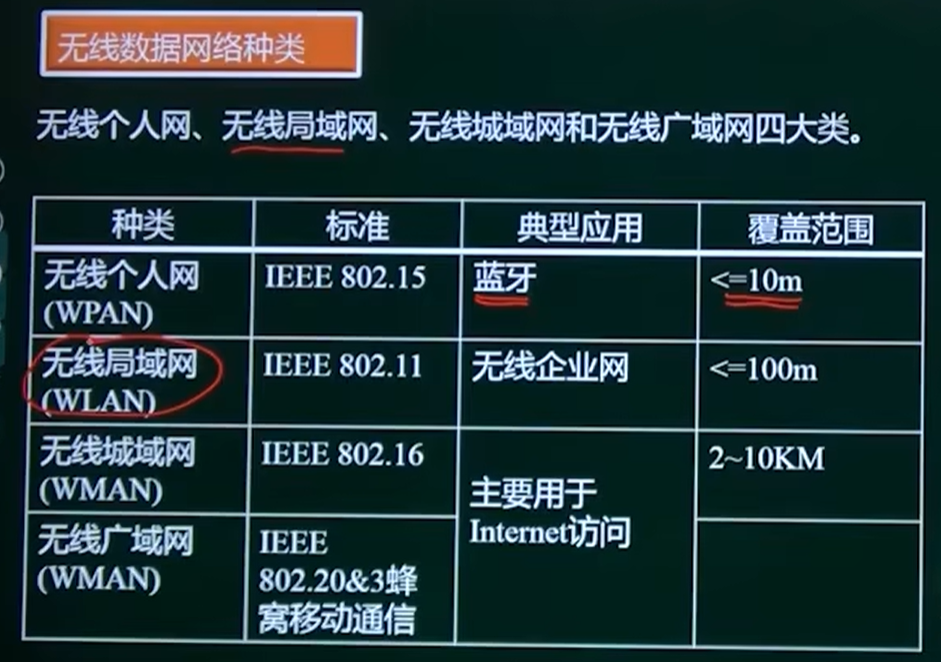 无线数据网络种类
无线个人网、无线局域网、无线城域网和无线广域网四大类。
种类 标准 典型应用 覆盖范围
无线个人网 IEEE 802.15 蓝牙 <=10m
(WPAN)
无线局域网 IEEE 802.11 无线企业网 <=100m
(WLAN)
无线城域网 IEEE 802.16 2~10KM
(WMAN)
主要用于
Internet访问
无线广域网 IEEE
(WMAN) 802.20&3蜂
窝移动通信